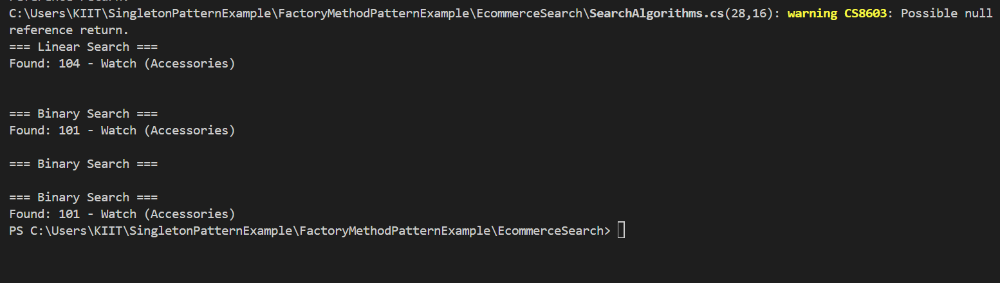 reference return.
C:\Users\KIIT\SingletonPatternExample\FactoryMethodPatternExample\EcommerceSearch\SearchAlgorithms.cs(28,16): warning CS8603: Possible null
reference return.
=== Linear Search ===
Found: 104 - Watch (Accessories)
=== Binary Search ===
Found: 101 - Watch (Accessories)
=== Binary Search ===
=== Binary Search ===
Found: 101 - Watch (Accessories)
PS C:\Users\KIIT\SingletonPatternExample\FactoryMethodPatternExample\EcommerceSearch>